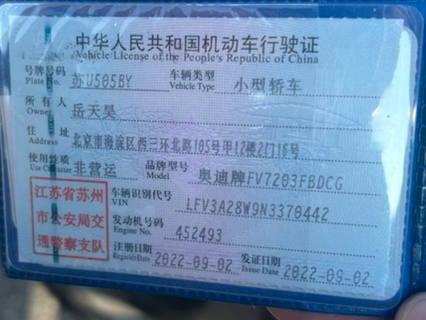 中华人民共和国机动车行驶证
Vehicle License of the People's Republic of China
号牌号码 苏U505BY 车辆类型 小型轿车
Plate No. Vehicle Type
所有人 岳天昊
Owner
住址 北京市海淀区西三环北路105号甲12楼2门16号
Address
使用性质 非营运 品牌型号 奥迪牌FV7203FBDCG
Use Character Model
江苏省苏州市公安局交通警察支队
车辆识别代号 LFV3A28W9N3370442
VIN
发动机号码 452493
Engine No.
注册日期 2022-09-02 发证日期 2022-09-02
Register Date Issue Date